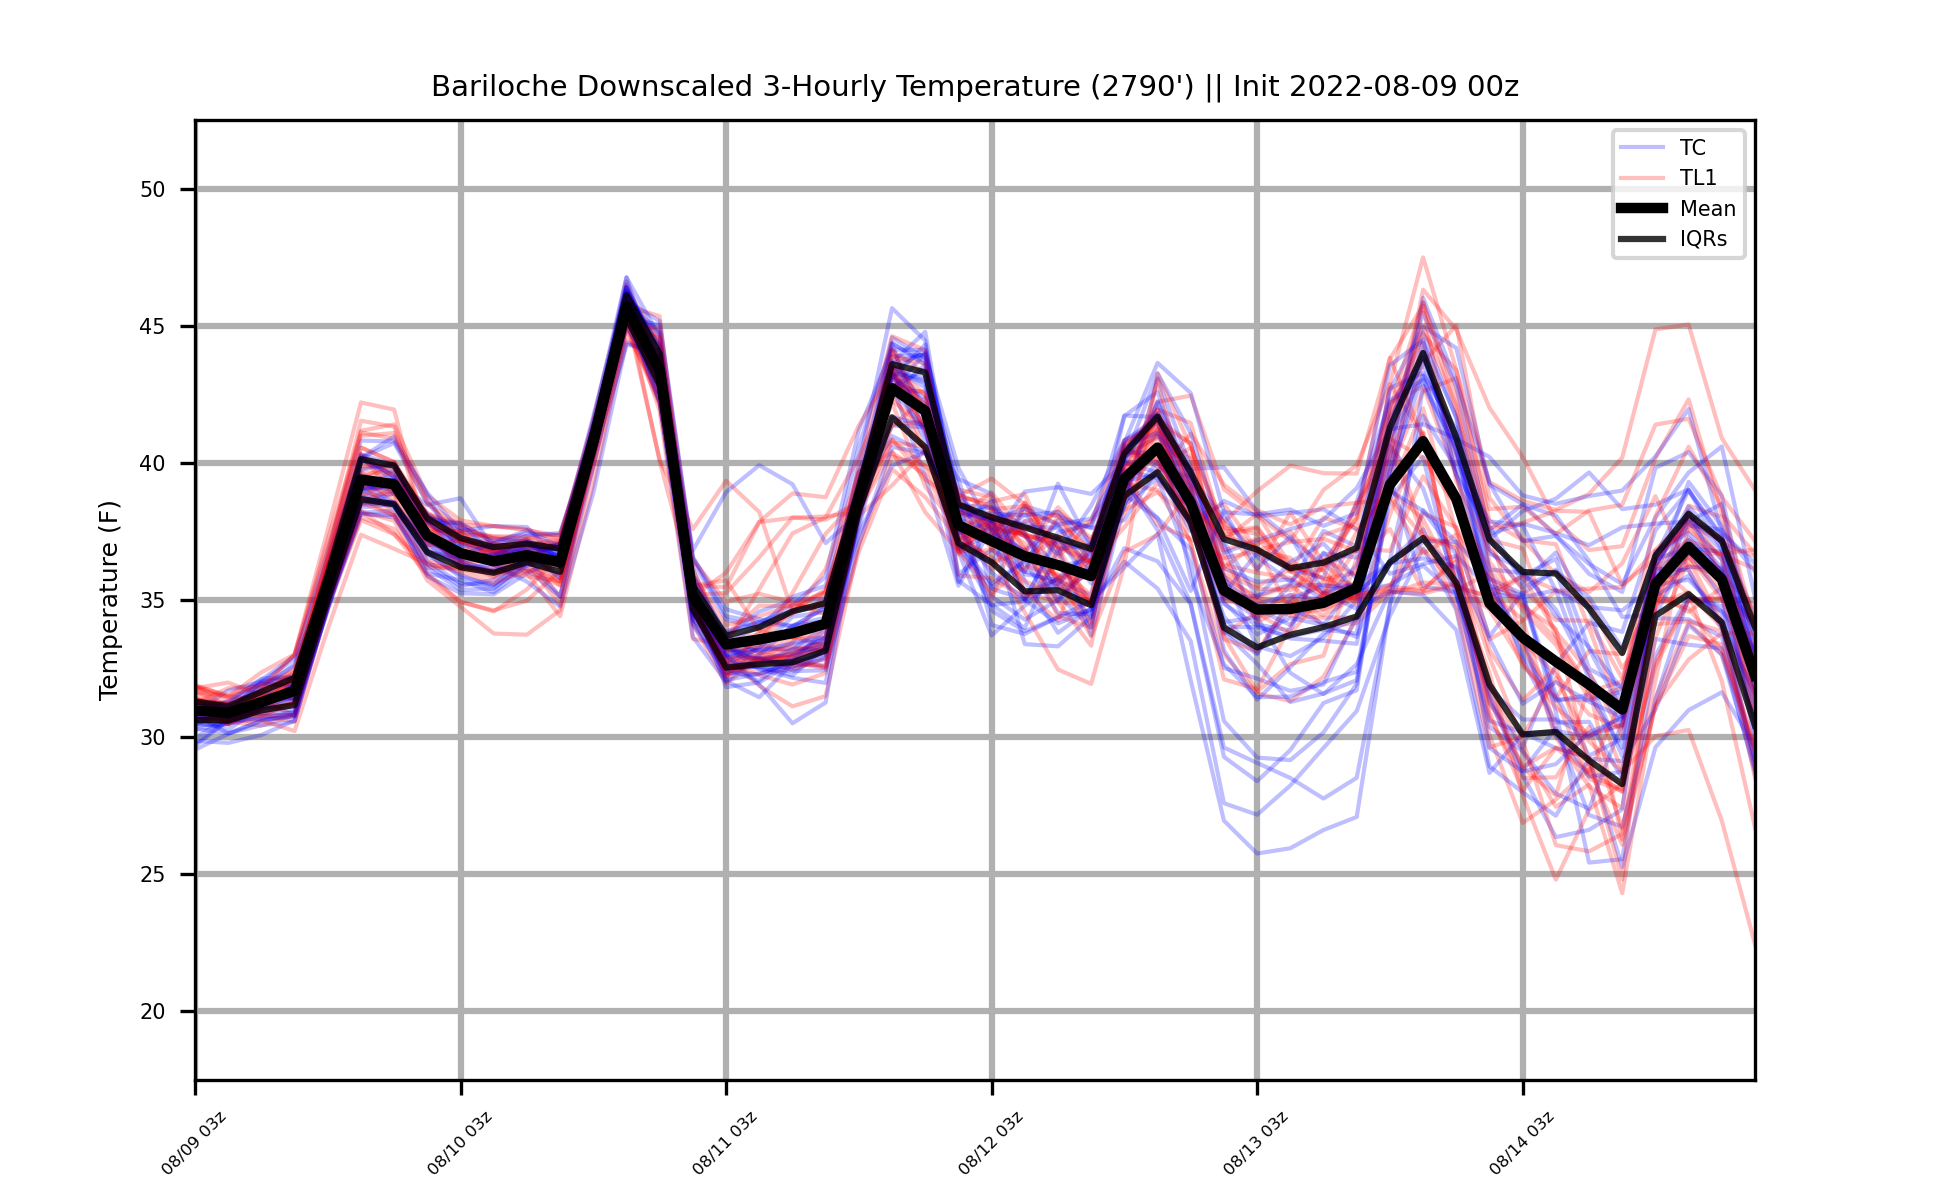 Bariloche Downscaled 3-Hourly Temperature (2790') || Init 2022-08-09 00z
TC
TL1
Mean
IQRs
Temperature (F)
50
45
40
35
30
25
20
08/09 03z
08/10 03z
08/11 03z
08/12 03z
08/13 03z
08/14 03z